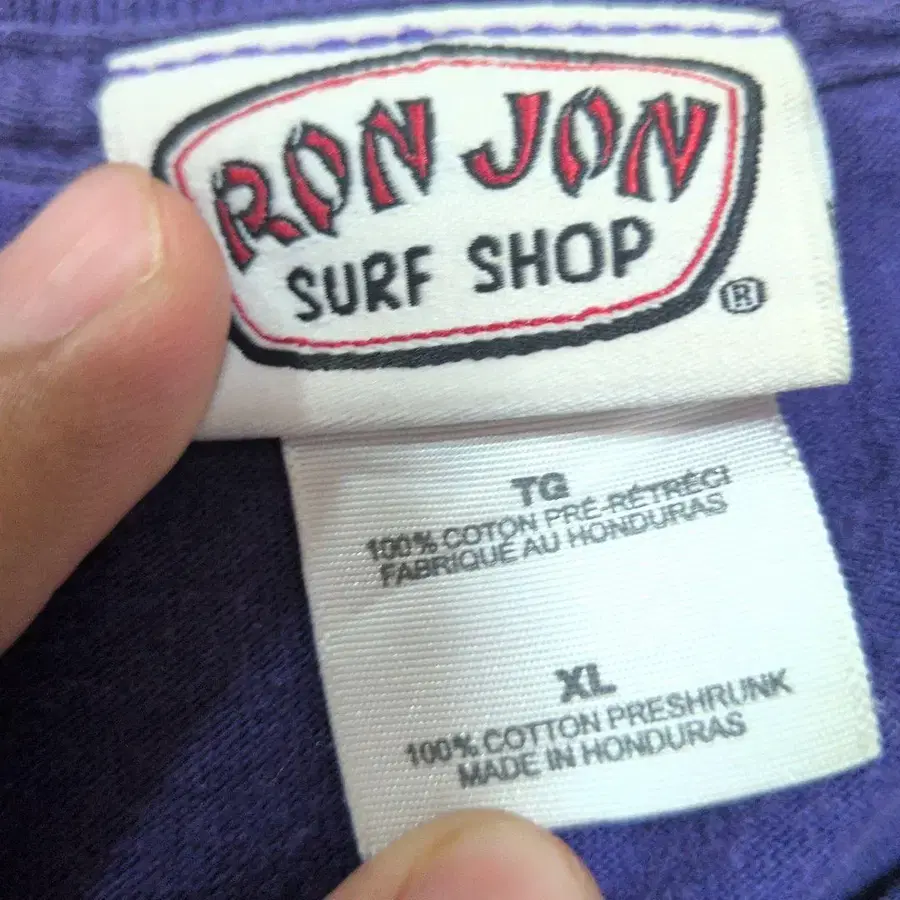 RON JON
SURF SHOP
®
TG
100% COTON PRÉ-RÉTRÉCI
FABRIQUÉ AU HONDURAS
XL
100% COTTON PRESHRUNK
MADE IN HONDURAS